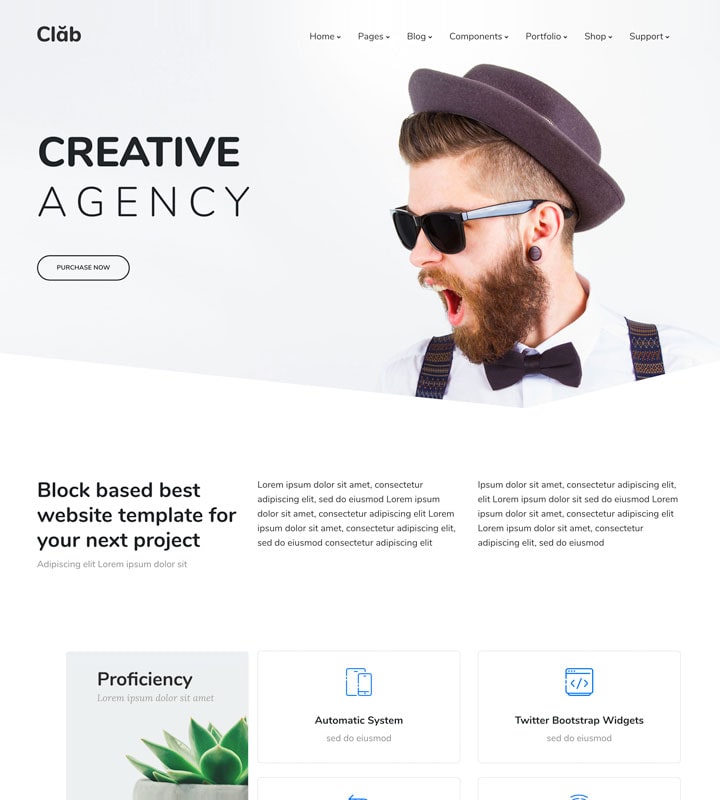 Clăb
Home Pages Blog Components Portfolio Shop Support
CREATIVE
AGENCY
PURCHASE NOW
Block based best
website template for
your next project
Adipiscing elit Lorem ipsum dolor sit
Lorem ipsum dolor sit amet, consectetur
adipiscing elit, sed do eiusmod Lorem ipsum
dolor sit amet, consectetur adipiscing elit Lorem
ipsum dolor sit amet, consectetur adipiscing elit,
sed do eiusmod consectetur adipiscing elit
Ipsum dolor sit amet, consectetur adipiscing elit,
elit Lorem ipsum dolor sit sed do eiusmod Lorem
ipsum dolor sit amet, consectetur adipiscing elit
Lorem ipsum dolor sit amet, consectetur
adipiscing elit, sed do eiusmod
Proficiency
Lorem ipsum dolor sit amet
Automatic System
sed do eiusmod
Twitter Bootstrap Widgets
sed do eiusmod